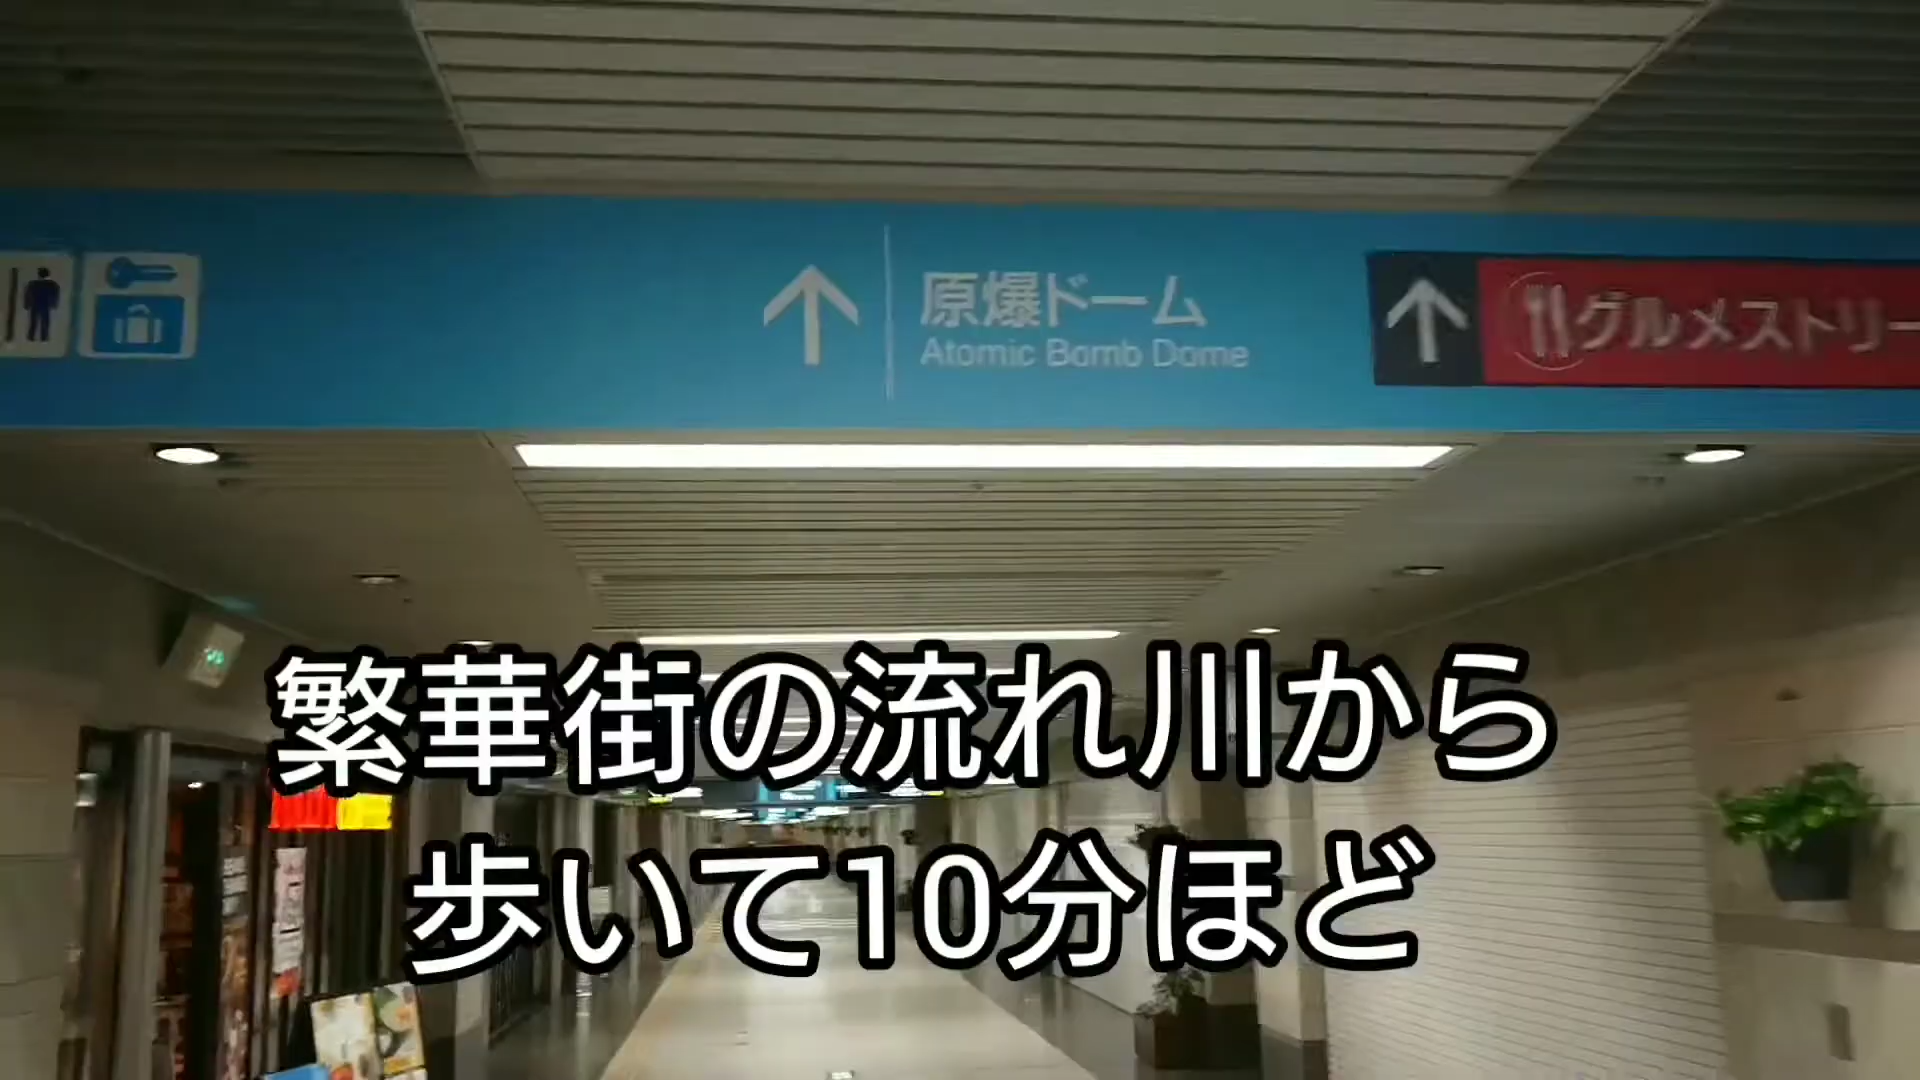 原爆ドーム
Atomic Bomb Dome
グルメストリー
繁華街の流れ川から
歩いて10分ほど